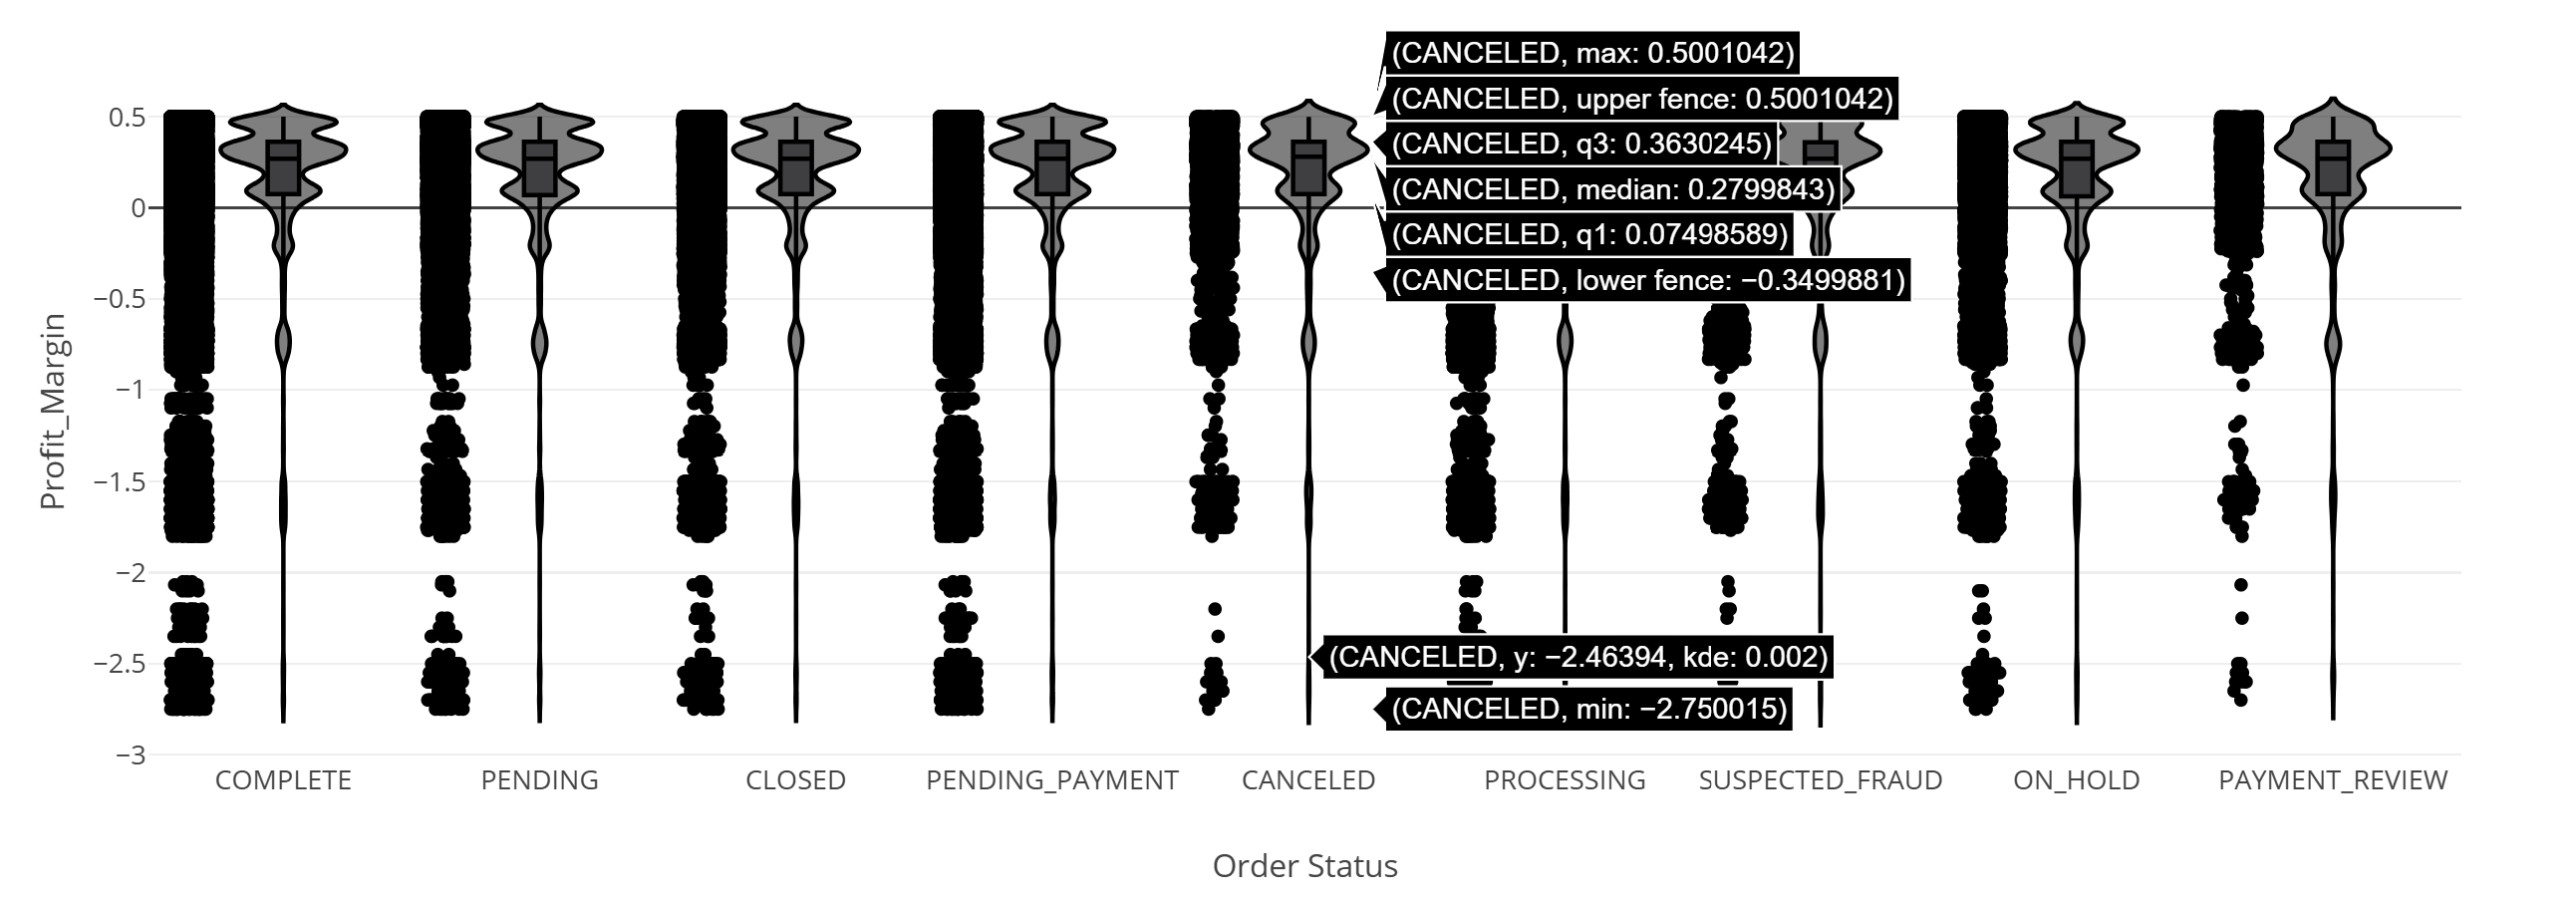 (CANCELED, max: 0.5001042)
(CANCELED, upper fence: 0.5001042)
(CANCELED, q3: 0.3630245)
(CANCELED, median: 0.2799843)
(CANCELED, q1: 0.07498589)
(CANCELED, lower fence: −0.3499881)
(CANCELED, y: −2.46394, kde: 0.002)
(CANCELED, min: −2.750015)
0.5
0
−0.5
−1
−1.5
−2
−2.5
−3
Profit_Margin
COMPLETE PENDING CLOSED PENDING_PAYMENT CANCELED PROCESSING SUSPECTED_FRAUD ON_HOLD PAYMENT_REVIEW
Order Status